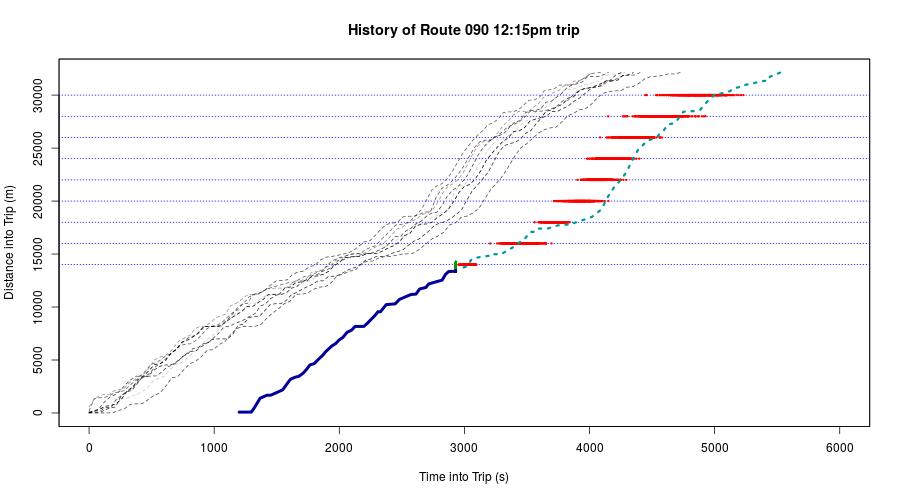 History of Route 090 12:15pm trip
Distance into Trip (m)
30000
25000
20000
15000
10000
5000
0
0 1000 2000 3000 4000 5000 6000
Time into Trip (s)